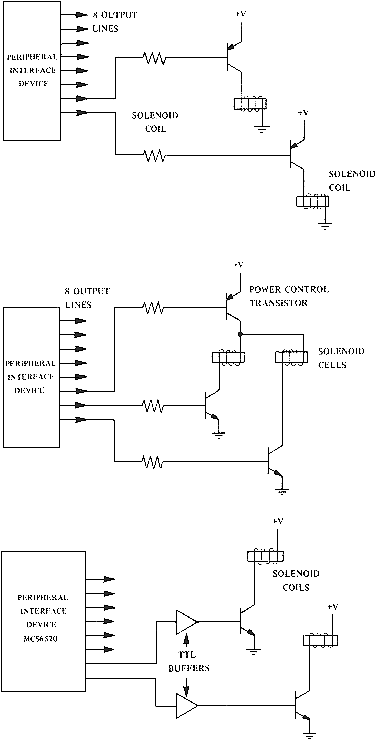 8 OUTPUT
LINES
+V
PERIPHERAL
INTERFACE
DEVICE
SOLENOID
COIL
+V
SOLENOID
COIL
+V
8 OUTPUT
LINES
POWER CONTROL
TRANSISTOR
PERIPHERAL
INTERFACE
DEVICE
SOLENOID
CELLS
+V
SOLENOID
COILS
PERIPHERAL
INTERFACE
DEVICE
MCS6520
+V
TTL
BUFFERS